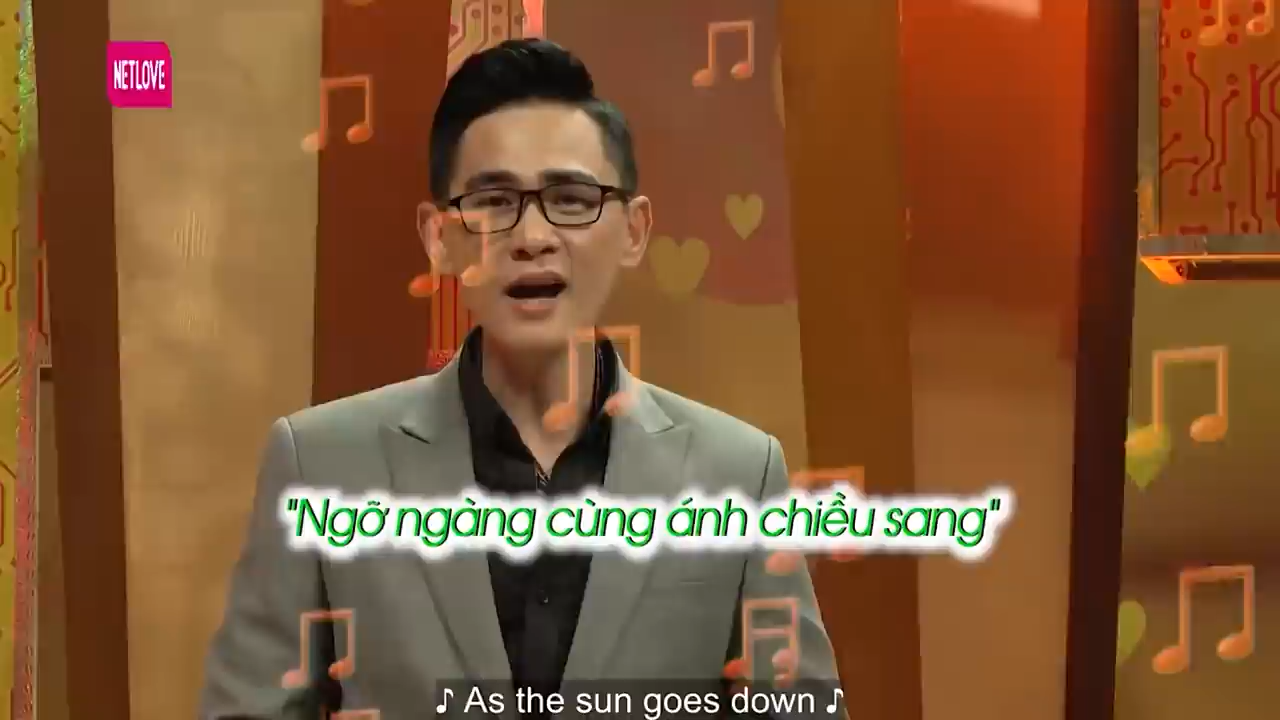 NETLOVE
"Ngỡ ngàng cùng ánh chiều sang"
♪ As the sun goes down ♪